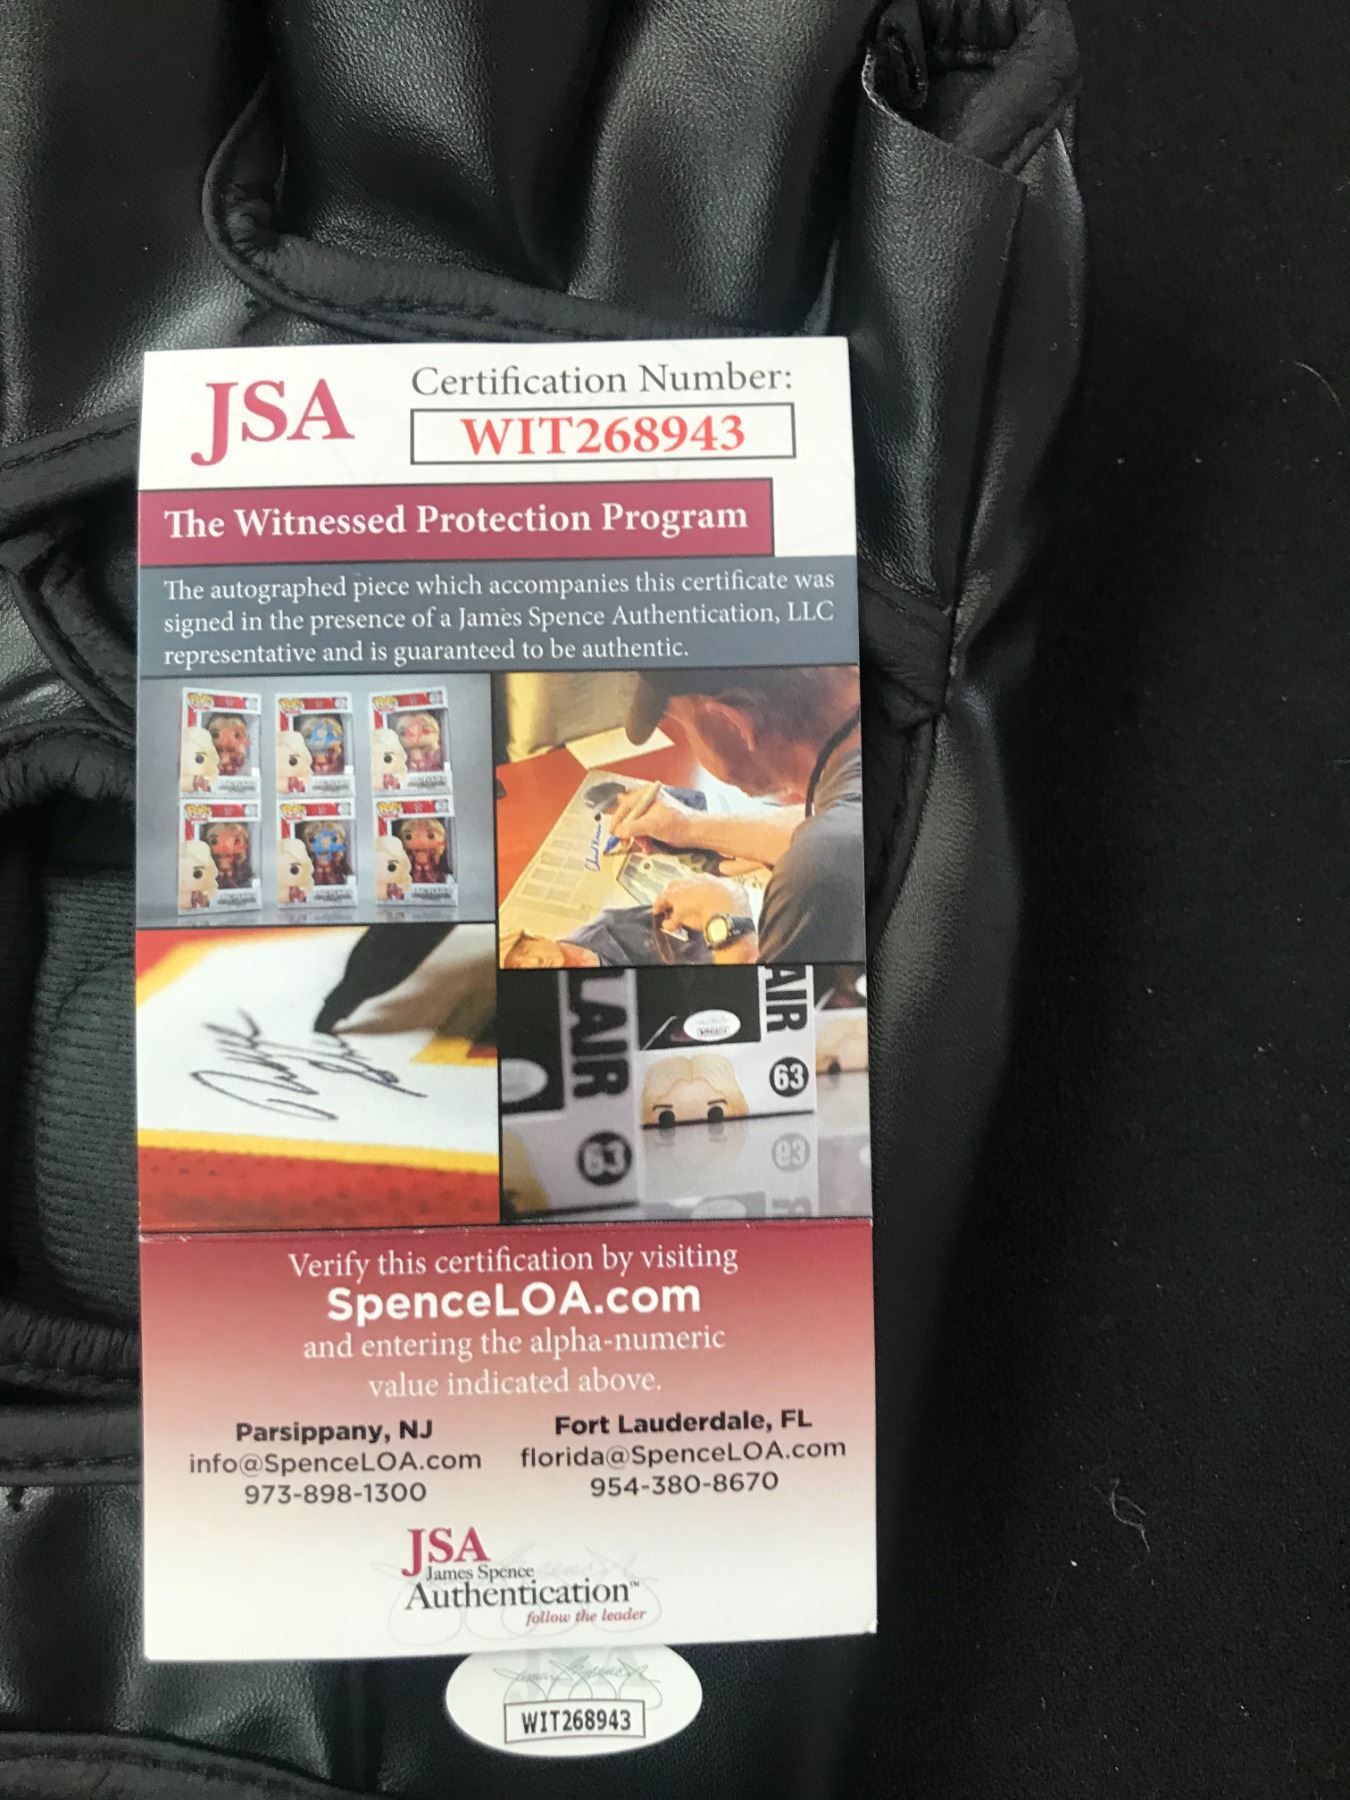 JSA
Certification Number:
WIT268943
The Witnessed Protection Program
The autographed piece which accompanies this certificate was
signed in the presence of a James Spence Authentication, LLC
representative and is guaranteed to be authentic.
LAIR
63
AIR
63
Verify this certification by visiting
SpenceLOA.com
and entering the alpha-numeric
value indicated above.
Parsippany, NJ
info@SpenceLOA.com
973-898-1300
Fort Lauderdale, FL
florida@SpenceLOA.com
954-380-8670
JSA
James Spence
Authentication™
follow the leader
JSA
WIT268943